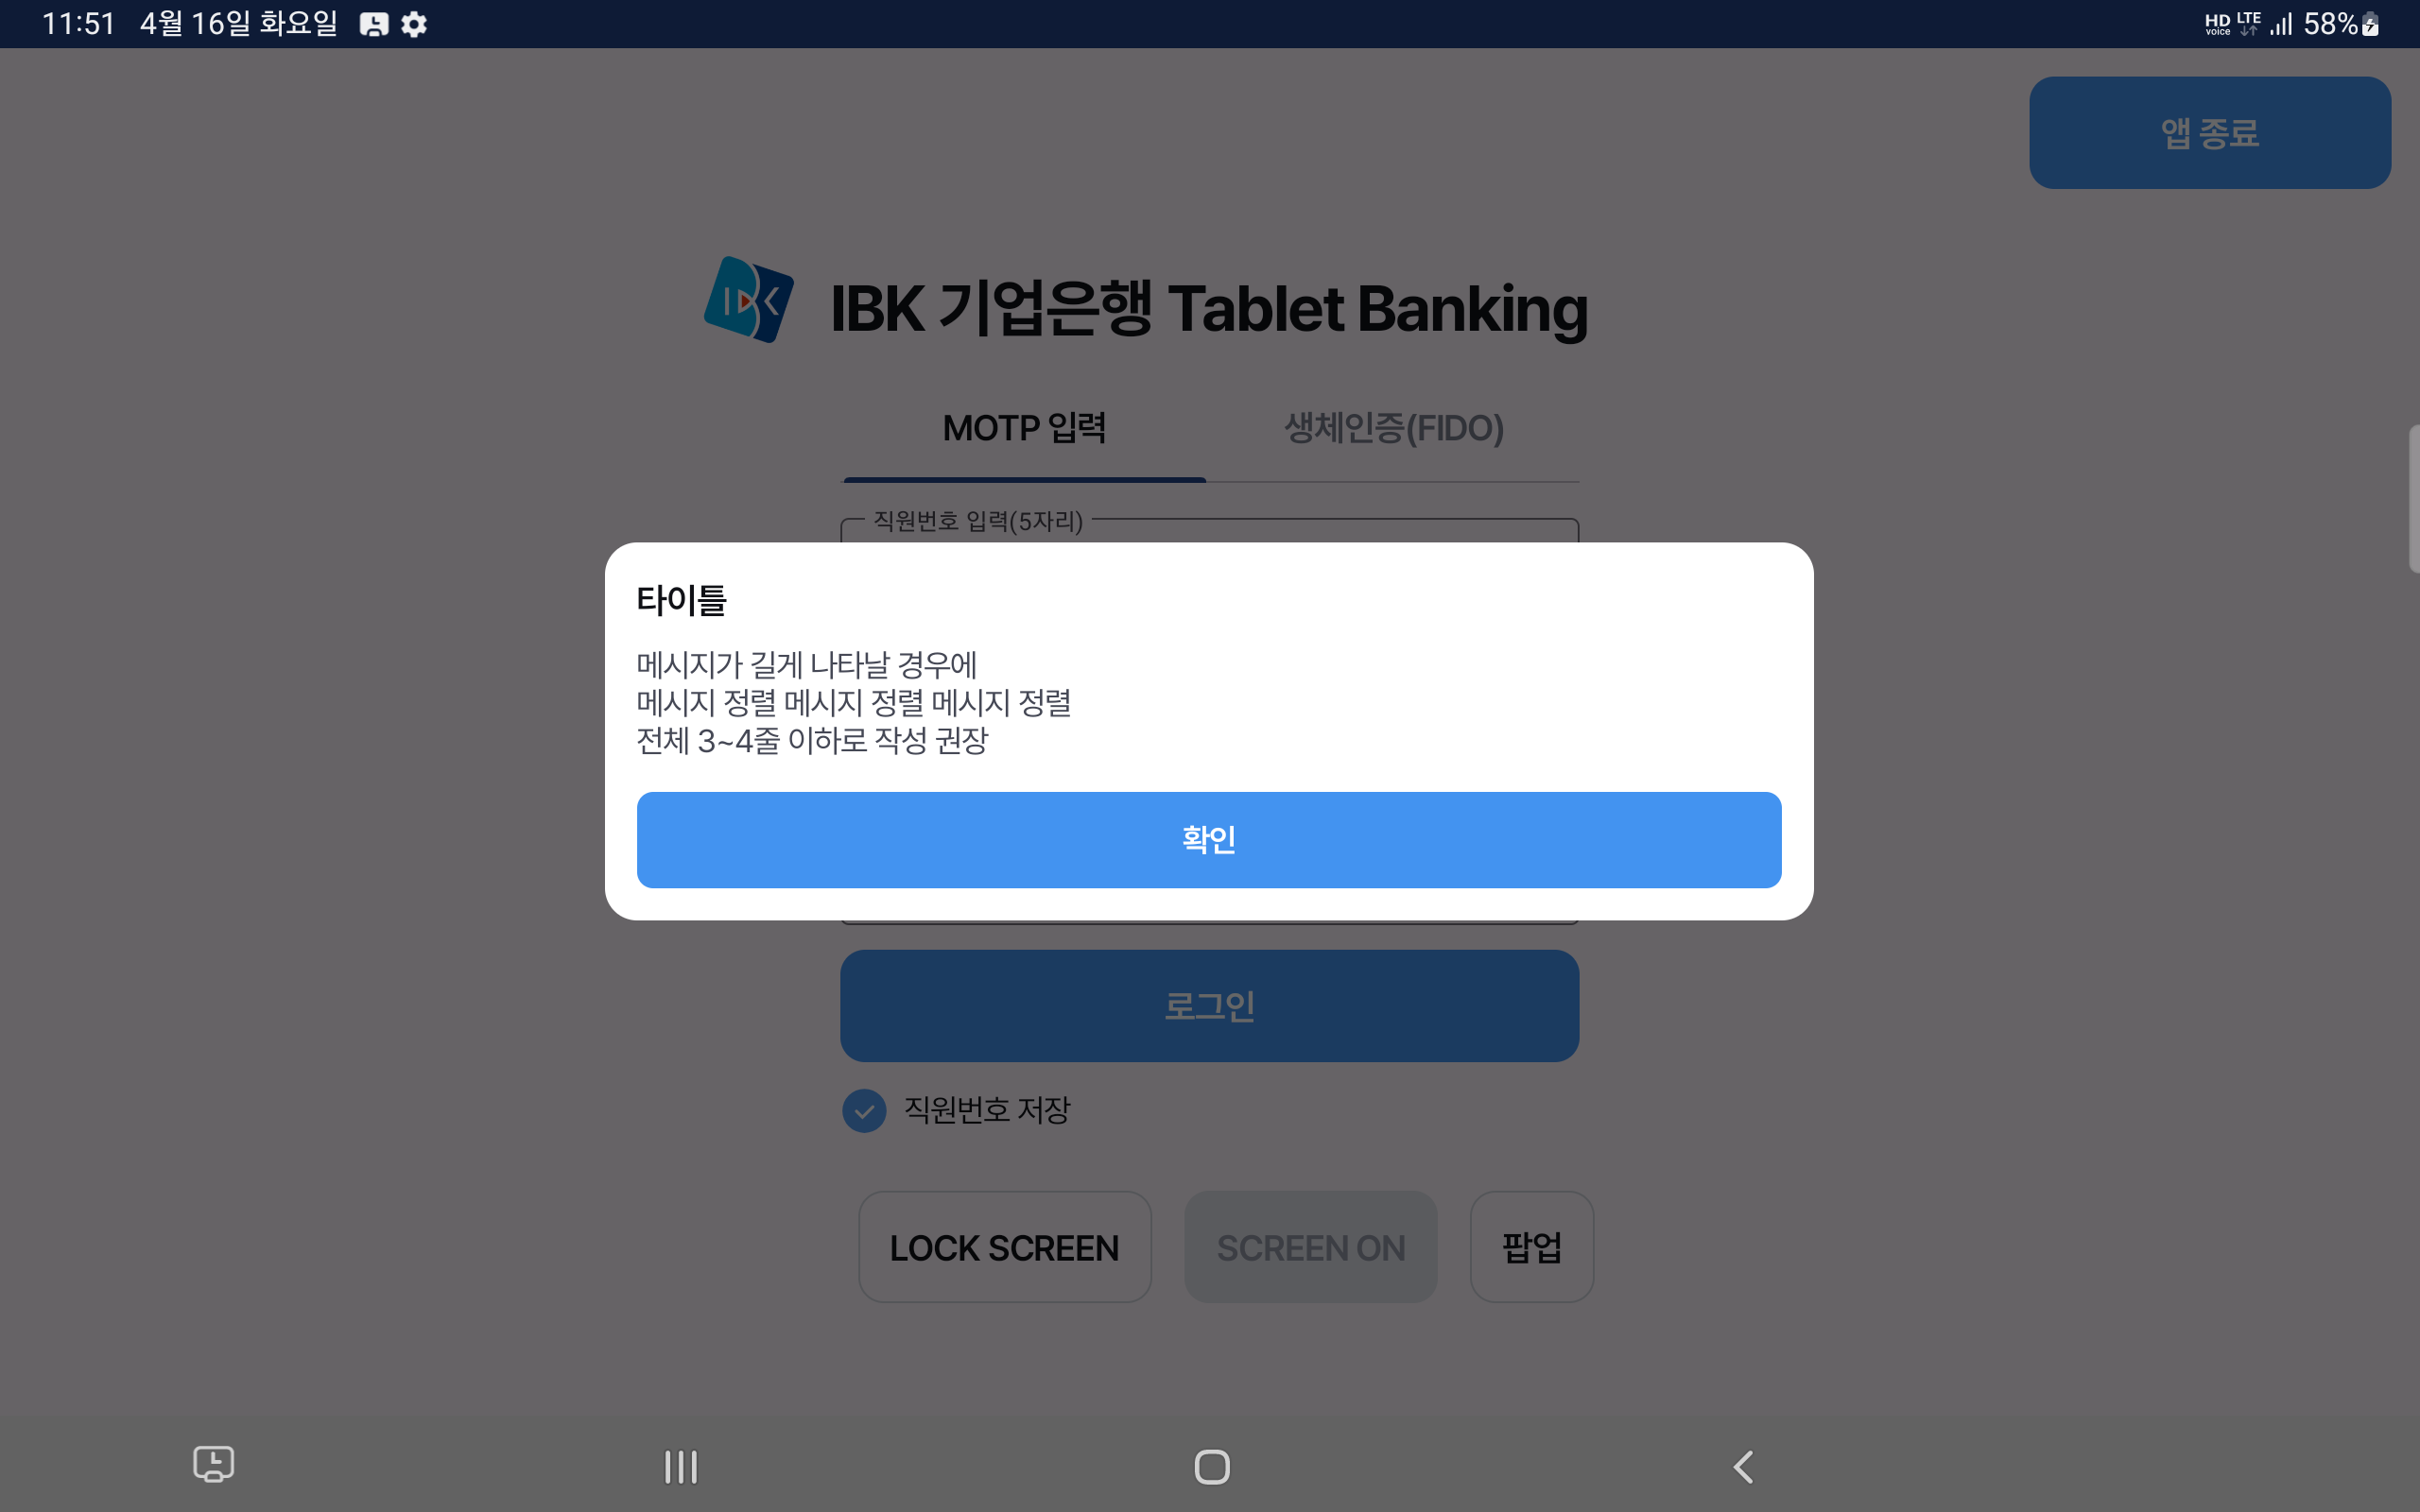 11:51 4월 16일 화요일
HD voice LTE 58%
앱 종료
IBK
IBK 기업은행 Tablet Banking
MOTP 입력 생체인증(FIDO)
직원번호 입력(5자리)
타이틀
메시지가 길게 나타날 경우에
메시지 정렬 메시지 정렬 메시지 정렬
전체 3~4줄 이하로 작성 권장
확인
로그인
직원번호 저장
LOCK SCREEN SCREEN ON 팝업